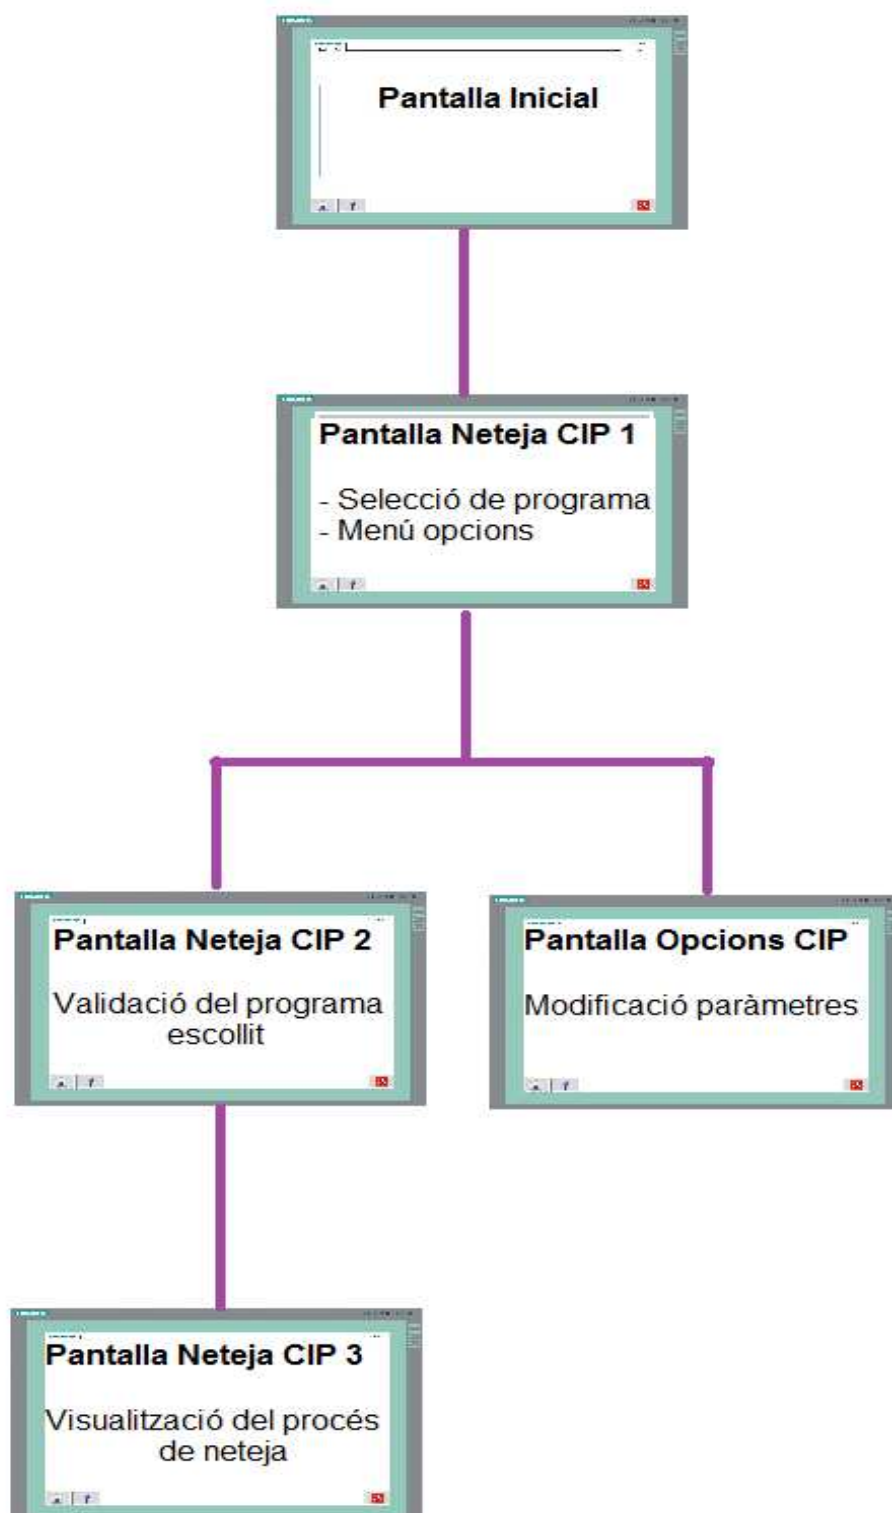 Pantalla Inicial
Pantalla Neteja CIP 1
- Selecció de programa
- Menú opcions
Pantalla Neteja CIP 2
Validació del programa
escollit
Pantalla Opcions CIP
Modificació paràmetres
Pantalla Neteja CIP 3
Visualització del procés
de neteja